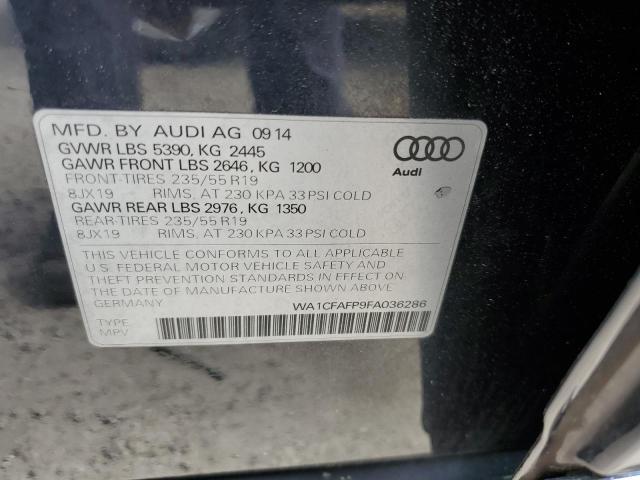 MFD. BY AUDI AG 09 14
GVWR LBS 5390, KG 2445
GAWR FRONT LBS 2646, KG 1200
FRONT-TIRES 235/55 R19
8JX19 RIMS, AT 230 KPA 33 PSI COLD
GAWR REAR LBS 2976, KG 1350
REAR-TIRES 235/55 R19
8JX19 RIMS, AT 230 KPA 33 PSI COLD
THIS VEHICLE CONFORMS TO ALL APPLICABLE
U.S. FEDERAL MOTOR VEHICLE SAFETY AND
THEFT PREVENTION STANDARDS IN EFFECT ON
THE DATE OF MANUFACTURE SHOWN ABOVE
GERMANY WA1CFAFP9FA036286
TYPE
MPV
Audi